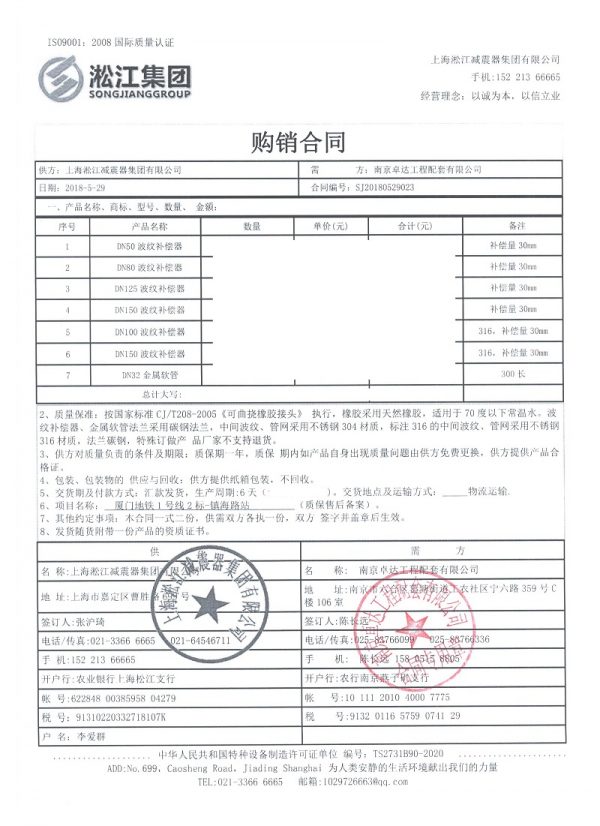 ISO9001: 2008 国际质量认证
淞江集团
SONGJIANGGROUP
上海淞江减震器集团有限公司
手机:152 213 66665
经营理念: 以诚为本, 以信立业
购销合同
供方: 上海淞江减震器集团有限公司 需 方: 南京卓达工程配套有限公司
日期: 2018-5-29 合同编号: SJ20180529023
一、产品名称、商标、型号、数量、 金额:
序号 产品名称 数量 单价(元) 合计(元) 备注
1 DN50 波纹补偿器 补偿量 30mm
2 DN80 波纹补偿器 补偿量 30mm
3 DN125 波纹补偿器 补偿量 30mm
4 DN150 波纹补偿器 补偿量 30mm
5 DN100 波纹补偿器 316, 补偿量 30mm
6 DN150 波纹补偿器 316, 补偿量 30mm
7 DN32 金属软管 300 长
总计大写:
2、质量保准: 按国家标准 CJ/T208-2005《可曲挠橡胶接头》 执行, 橡胶采用天然橡胶, 适用于 70 度以下常温水。波
纹补偿器、金属软管法兰采用碳钢法兰, 中间波纹、管网采用不锈钢 304 材质, 标注 316 的中间波纹、管网采用不锈钢
316 材质, 法兰碳钢, 特殊订做产 品厂家不支持退货。
3、供方对质量负责的条件及期限: 质保期一年, 质保 期内如产品自身出现质量问题由供方免费更换, 供方提供产品合
格证。
4、包装、包装物的 供应与回收: 供方提供纸箱包装, 不回收。
5、交货期及付款方式: 汇款发货, 生产周期: 6 天( )、交货地点及运输方式: 物流运输.
6、项目名称: 厦门地铁 1 号线 2 标-镇海路站 (质保售后备案)。
7、其他约定事项: 本合同一式二份, 供需双方各执一份, 双方 签字并盖章后生效。
8、发货随货附带一份产品的资质证书。
供 需 方
名 称: 上海淞江减震器集团有限公司 名 称: 南京卓达工程配套有限公司
地 址: 上海市嘉定区曹胜路 号 地 址: 南京市六合区葛塘街道工农社区宁六路 359 号 C
楼 106 室
签订人: 张沪琦 签订人: 陈长远
电话/传真: 021-3366 6665 021-64546711 电话/传真: 025-83766099 025-83766336
手 机: 152 213 66665 手 机: 陈长远
开户行: 农业银行上海松江支行 开户行: 农行南京燕子矶支行
帐 号: 622848 00385958 04279 帐 号: 10 111 2010 4000 7775
税 号: 91310220332718107K 税 号: 9132 0116 5759 0741 29
户 名: 李爱群
中华人民共和国特种设备制造许可证单位 编号: TS2731B90-2020
ADD:No.699, Caosheng Road, Jiading Shanghai 为人类安静的生活环境献出我们的力量
TEL:021-3366 6665 邮箱:1029726663@qq.com